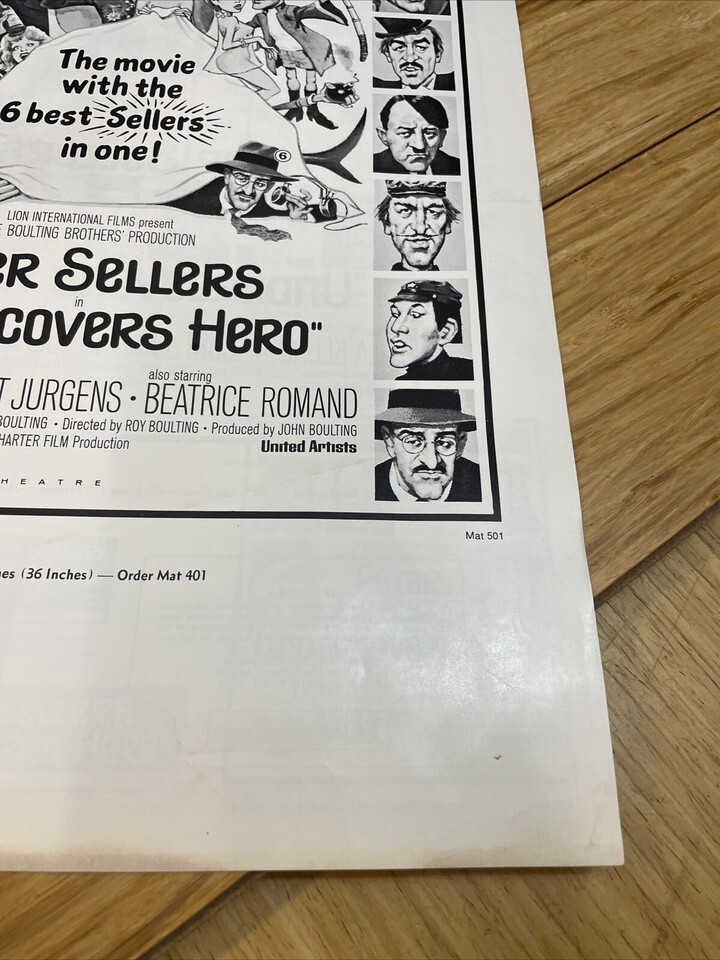 The movie
with the
6 best-Sellers
in one!
6
LION INTERNATIONAL FILMS present
BOULTING BROTHERS' PRODUCTION
ER SELLERS
in
COVERS HERO"
also starring
T JURGENS • BEATRICE ROMAND
BOULTING • Directed by ROY BOULTING • Produced by JOHN BOULTING
HARTER FILM Production
United Artists
HEATRE
Mat 501
es (36 Inches) — Order Mat 401